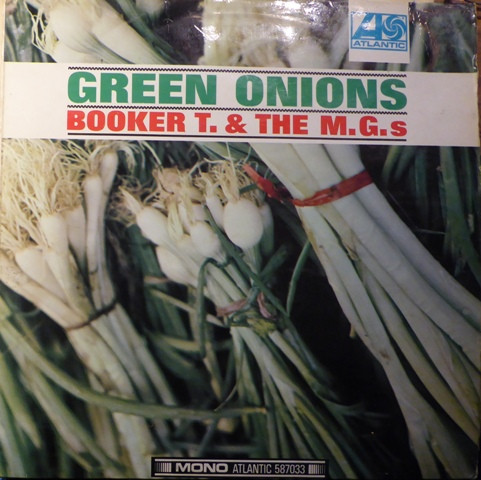 ATLANTIC
GREEN ONIONS
BOOKER T. & THE M.G.s
MONO ATLANTIC 587033